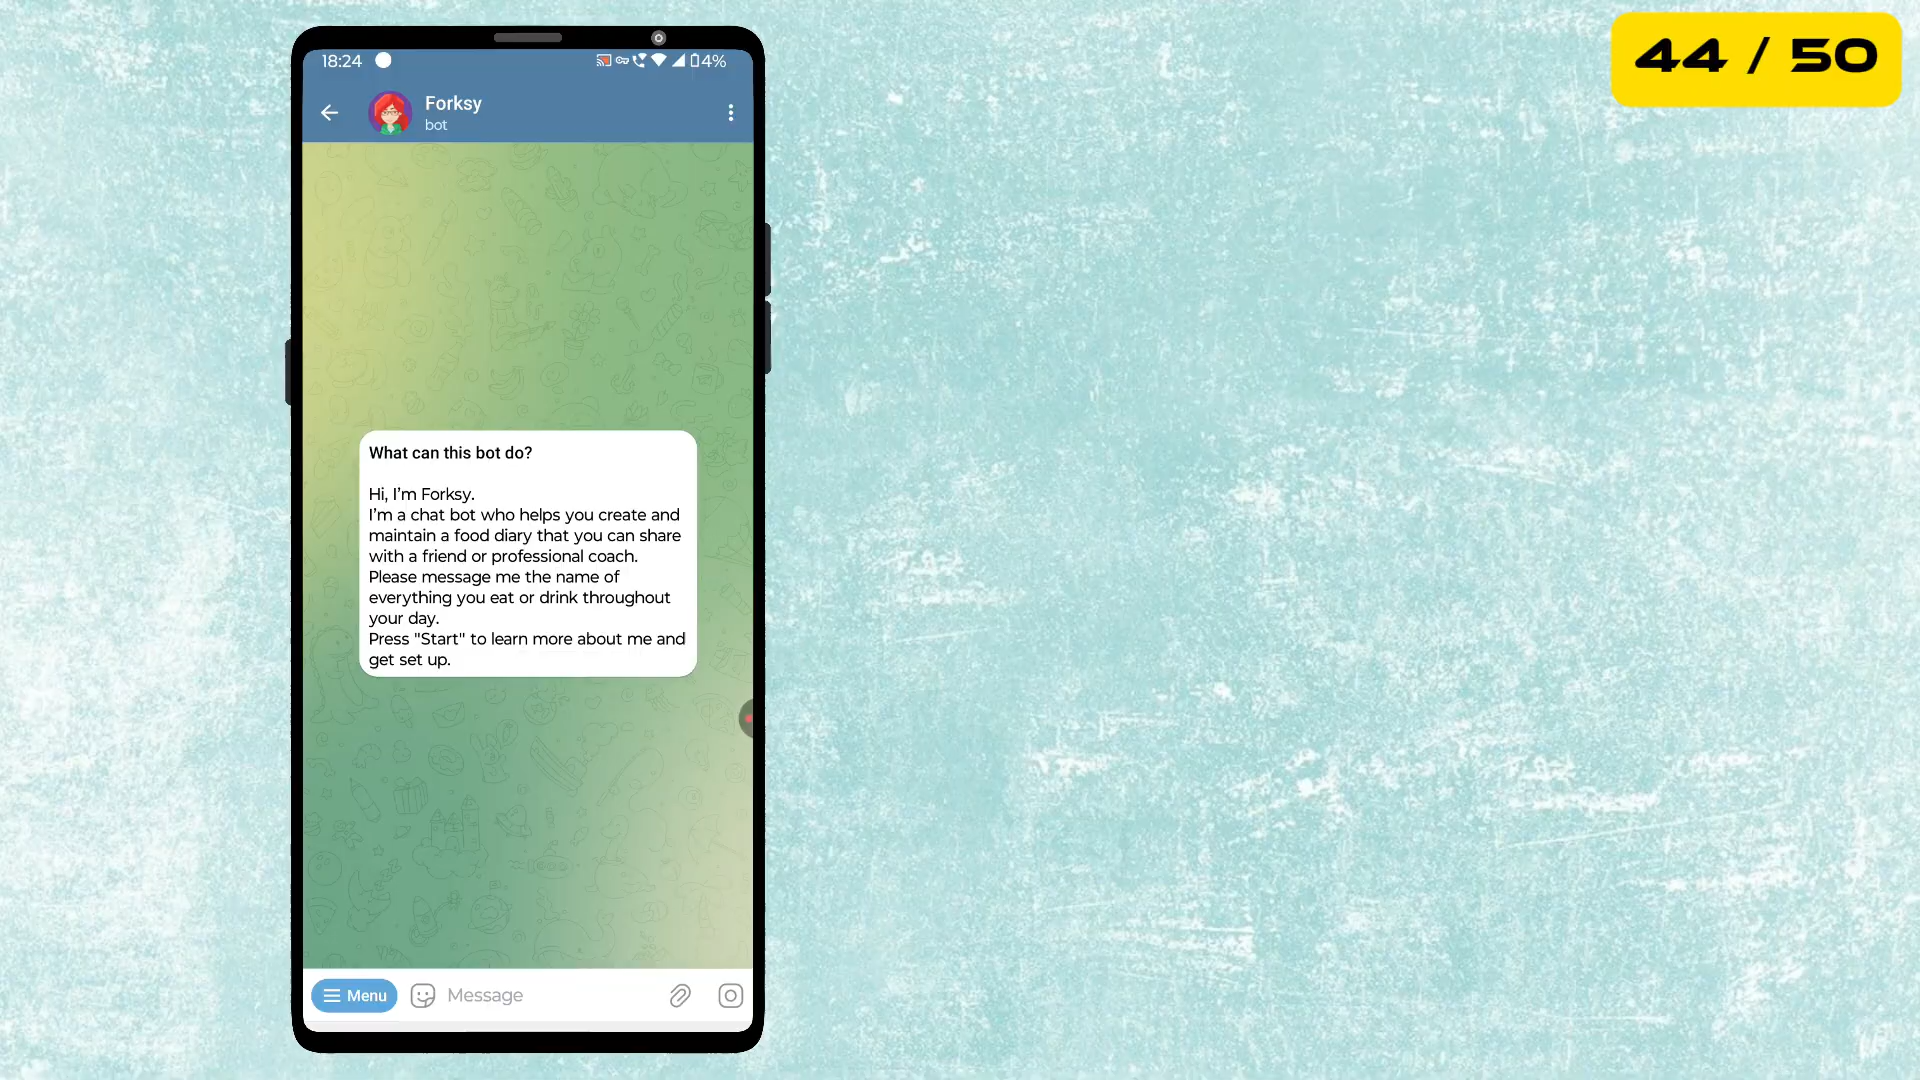 44 / 50
18:24
4%
Forksy
bot
What can this bot do?
Hi, I'm Forksy.
I'm a chat bot who helps you create and
maintain a food diary that you can share
with a friend or professional coach.
Please message me the name of
everything you eat or drink throughout
your day.
Press "Start" to learn more about me and
get set up.
Menu
Message